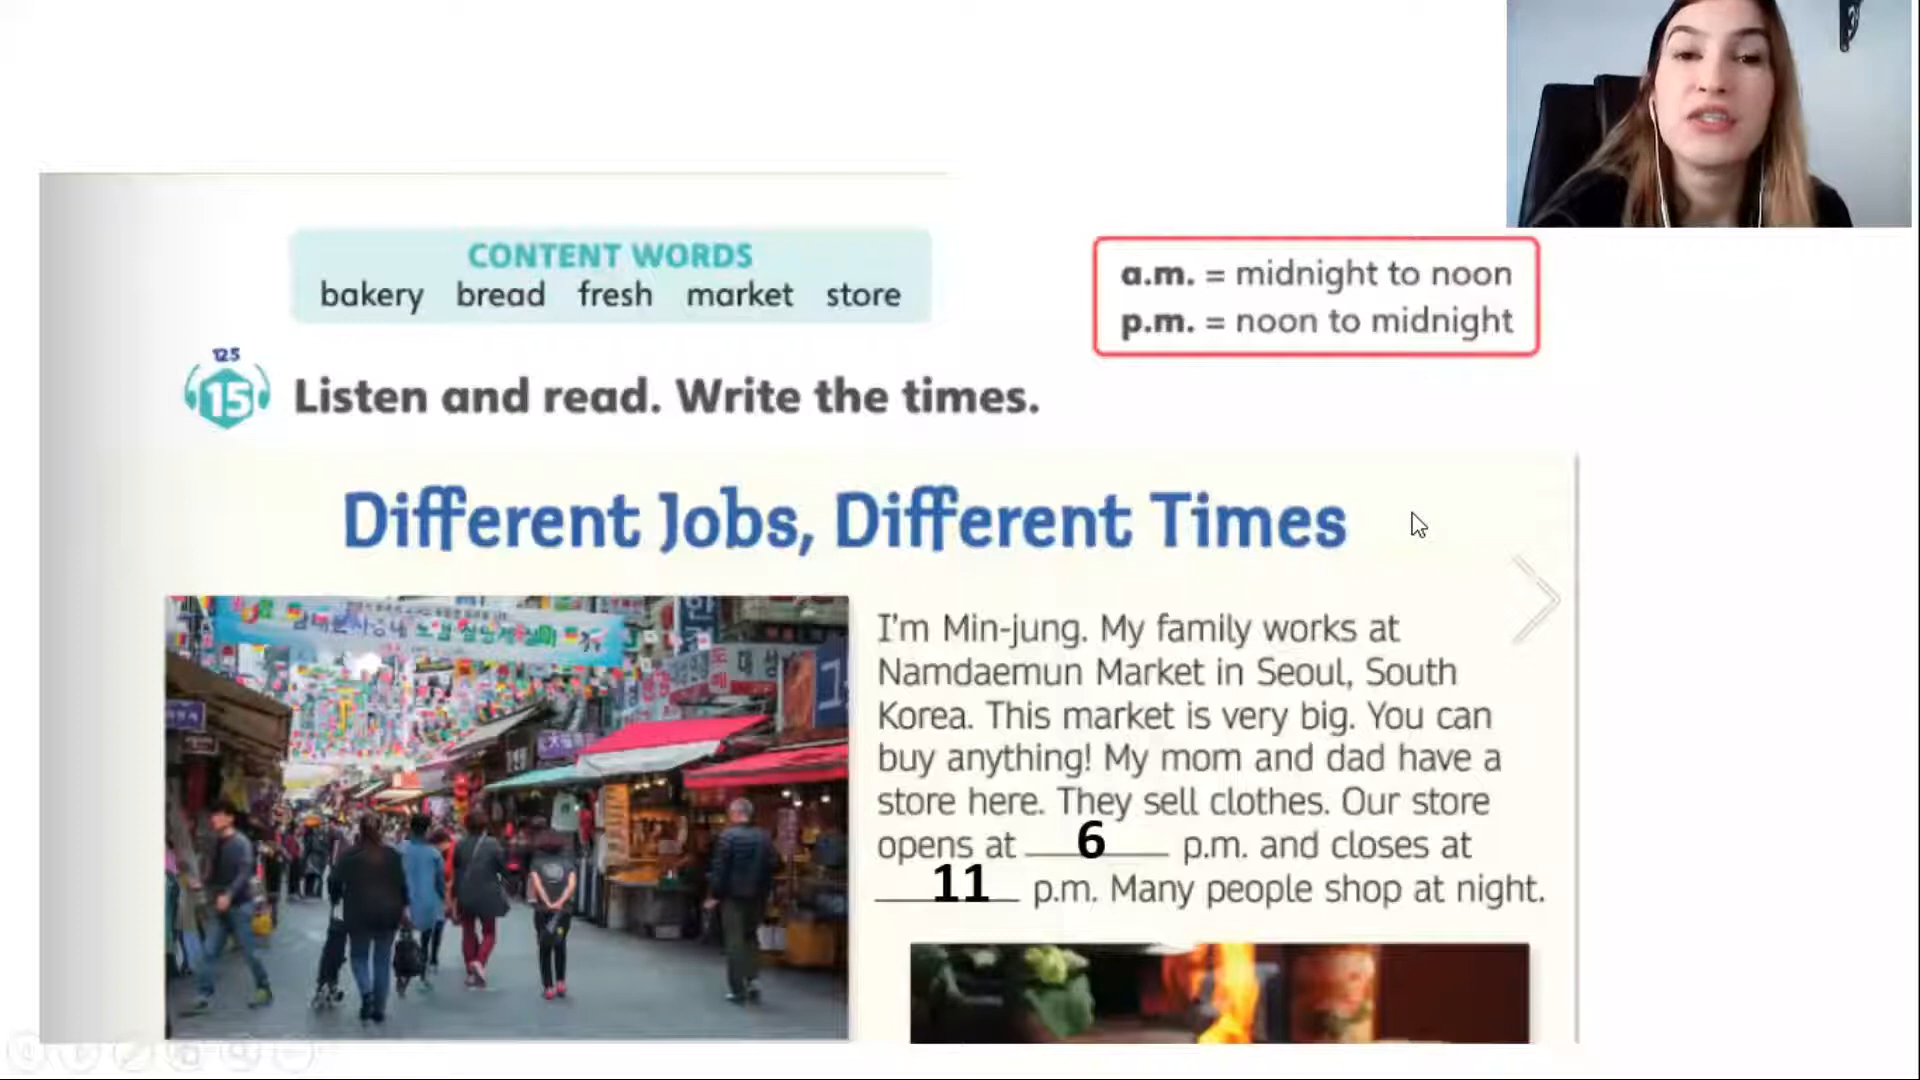 CONTENT WORDS
bakery bread fresh market store
a.m. = midnight to noon
p.m. = noon to midnight
125
15 Listen and read. Write the times.
Different Jobs, Different Times
I'm Min-jung. My family works at
Namdaemun Market in Seoul, South
Korea. This market is very big. You can
buy anything! My mom and dad have a
store here. They sell clothes. Our store
opens at 6 p.m. and closes at
11 p.m. Many people shop at night.